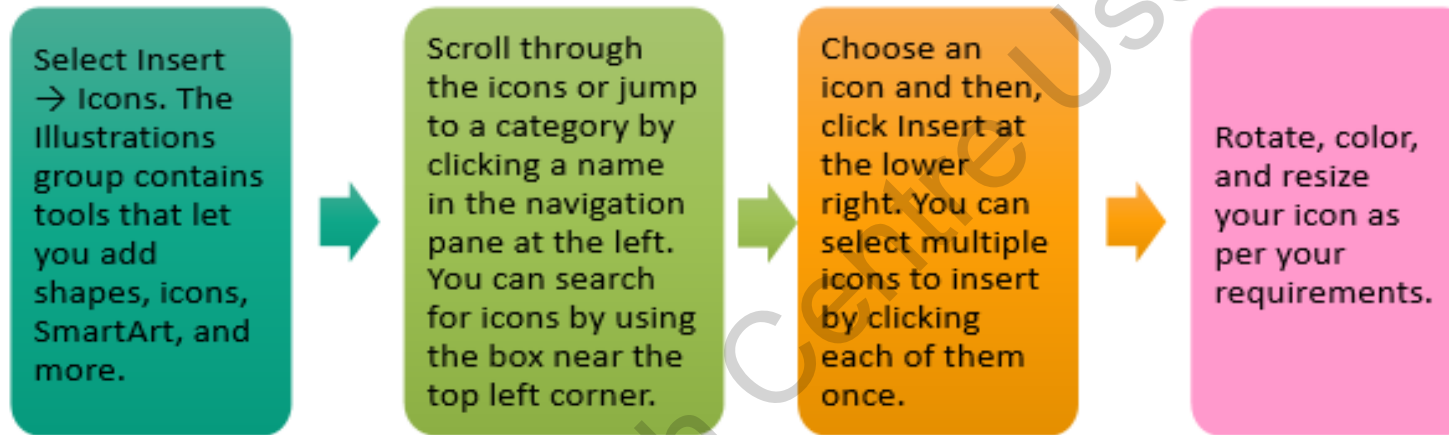 Select Insert
→ Icons. The
Illustrations
group contains
tools that let
you add
shapes, icons,
SmartArt, and
more.
Scroll through
the icons or jump
to a category by
clicking a name
in the navigation
pane at the left.
You can search
for icons by using
the box near the
top left corner.
Choose an
icon and then,
click Insert at
the lower
right. You can
select multiple
icons to insert
by clicking
each of them
once.
Rotate, color,
and resize
your icon as
per your
requirements.
Centre